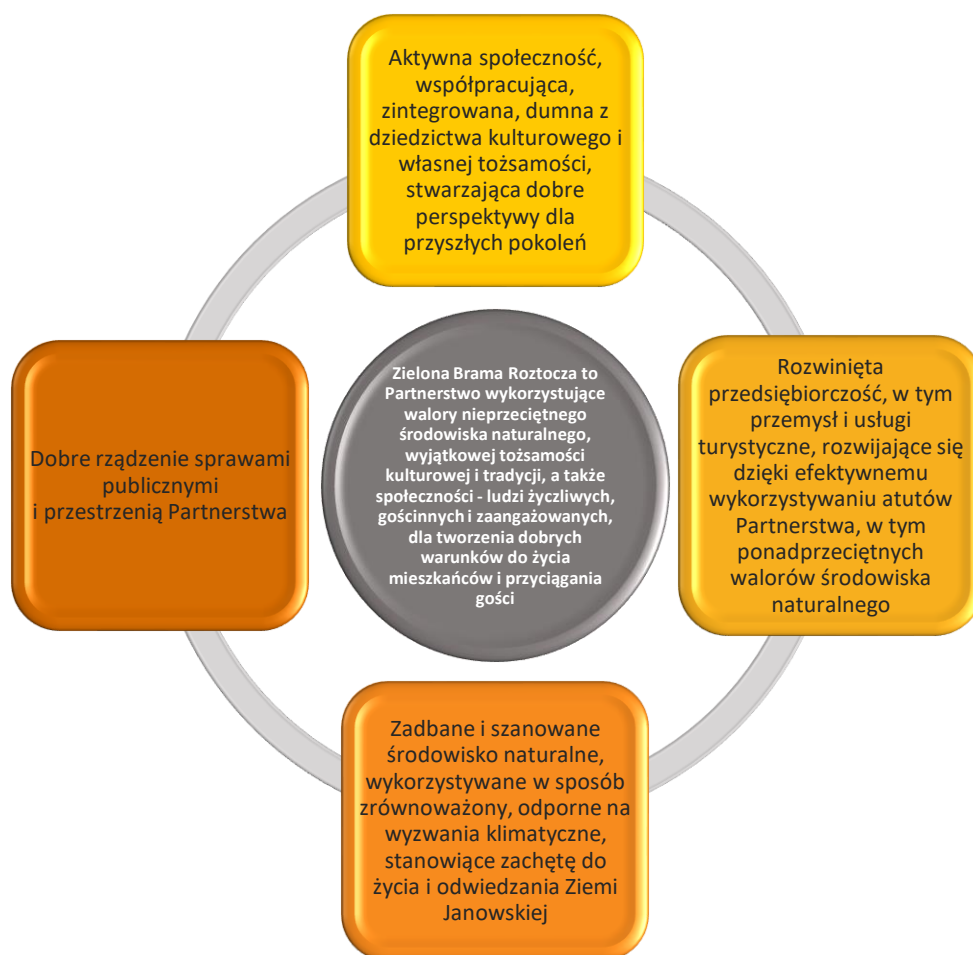 Aktywna społeczność,
współpracująca,
zintegrowana, dumna z
dziedzictwa kulturowego i
własnej tożsamości,
stwarzająca dobre
perspektywy dla
przyszłych pokoleń
Zielona Brama Roztocza to
Partnerstwo wykorzystujące
walory nieprzeciętnego
środowiska naturalnego,
wyjątkowej tożsamości
kulturowej i tradycji, a także
społeczności - ludzi życzliwych,
gościnnych i zaangażowanych,
dla tworzenia dobrych
warunków do życia
mieszkańców i przyciągania
gości
Rozwinięta
przedsiębiorczość, w tym
przemysł i usługi
turystyczne, rozwijające się
dzięki efektywnemu
wykorzystywaniu atutów
Partnerstwa, w tym
ponadprzeciętnych
walorów środowiska
naturalnego
Zadbane i szanowane
środowisko naturalne,
wykorzystywane w sposób
zrównoważony, odporne na
wyzwania klimatyczne,
stanowiące zachętę do
życia i odwiedzania Ziemi
Janowskiej
Dobre rządzenie sprawami
publicznymi
i przestrzenią Partnerstwa